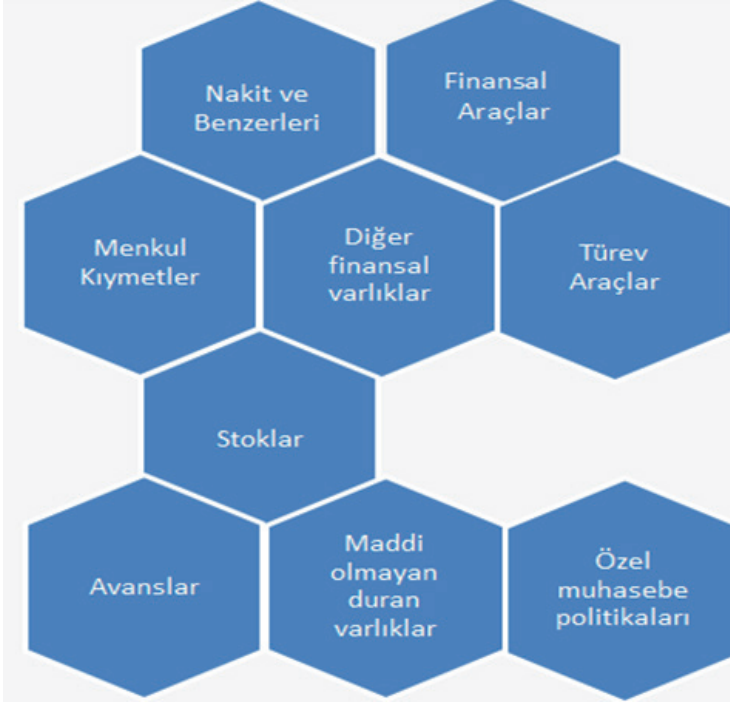 Nakit ve
Benzerleri
Finansal
Araçlar
Menkul
Kıymetler
Diğer
finansal
varlıklar
Türev
Araçlar
Stoklar
Avanslar
Maddi
olmayan
duran
varlıklar
Özel
muhasebe
politikaları